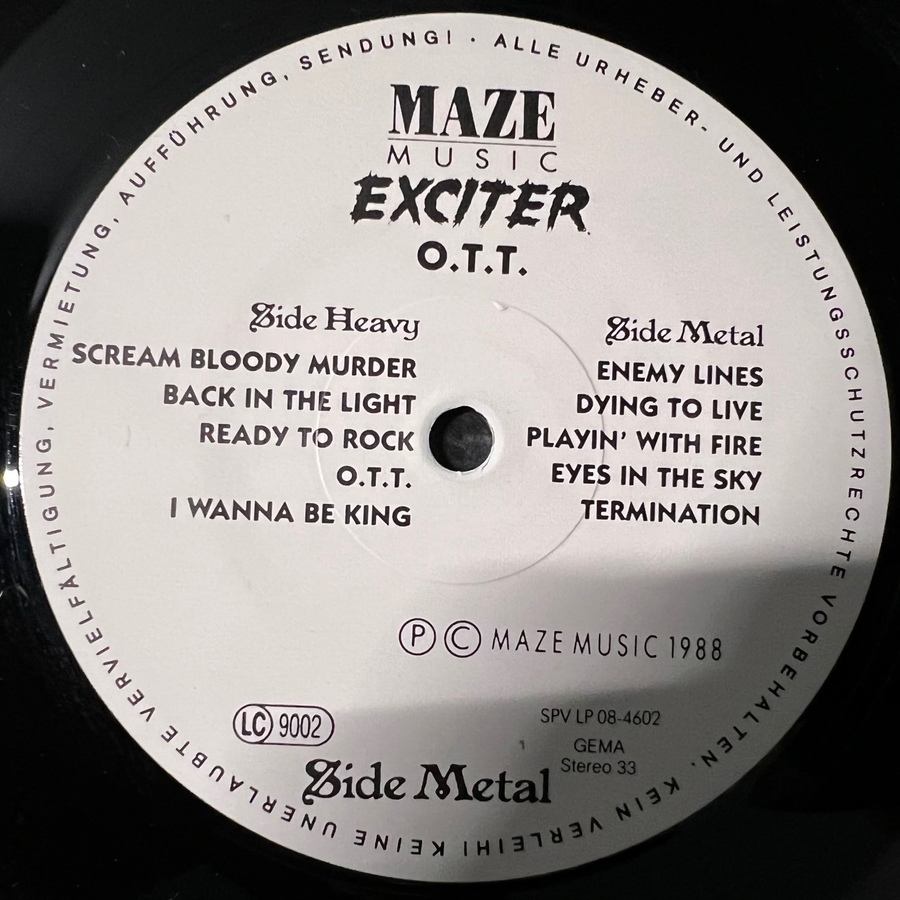 ALLE URHEBER- UND LEISTUNGSSCHUTZRECHTE VORBEHALTEN. KEIN VERLEIH! KEINE UNERLAUBTE VERVIELFÄLTIGUNG, VERMIETUNG, AUFFÜHRUNG, SENDUNG! ·
MAZE
MUSIC
EXCITER
O.T.T.
Side Heavy
SCREAM BLOODY MURDER
BACK IN THE LIGHT
READY TO ROCK
O.T.T.
I WANNA BE KING
Side Metal
ENEMY LINES
DYING TO LIVE
PLAYIN' WITH FIRE
EYES IN THE SKY
TERMINATION
Ⓟ Ⓒ MAZE MUSIC 1988
LC 9002
SPV LP 08-4602
GEMA
Stereo 33
Side Metal